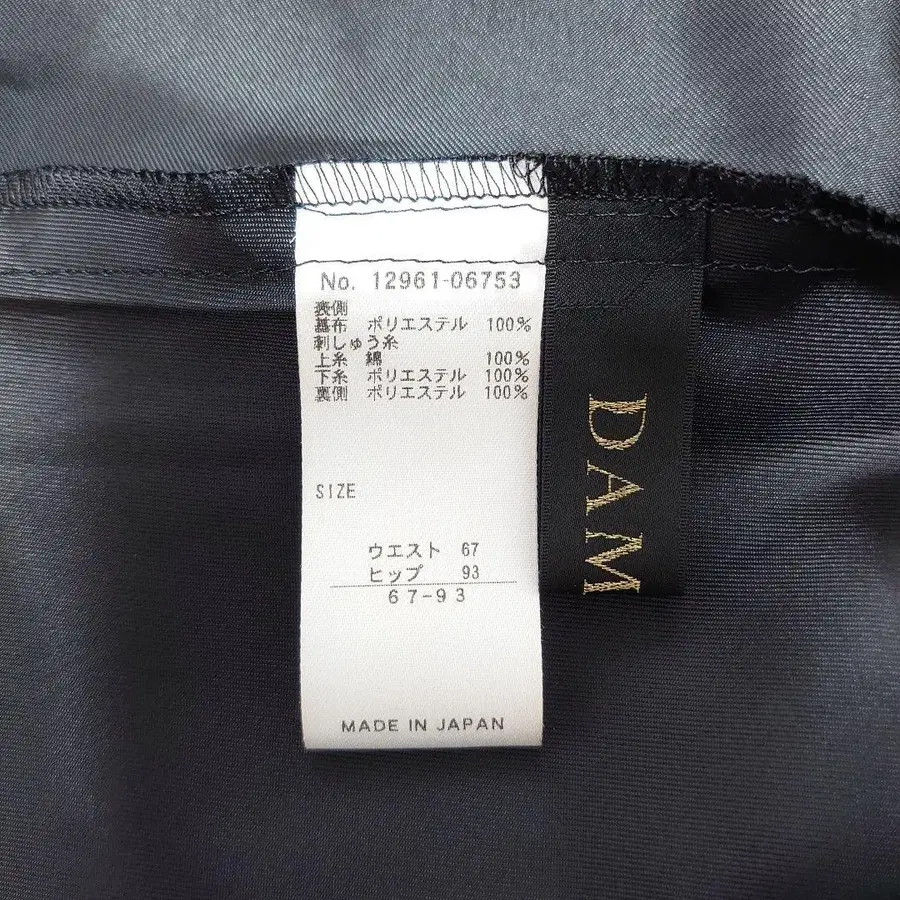 No. 12961-06753
表側
基布 ポリエステル 100%
刺しゅう糸
上糸 綿 100%
下糸 ポリエステル 100%
裏側 ポリエステル 100%
SIZE
ウエスト 67
ヒップ 93
67-93
MADE IN JAPAN
DAM